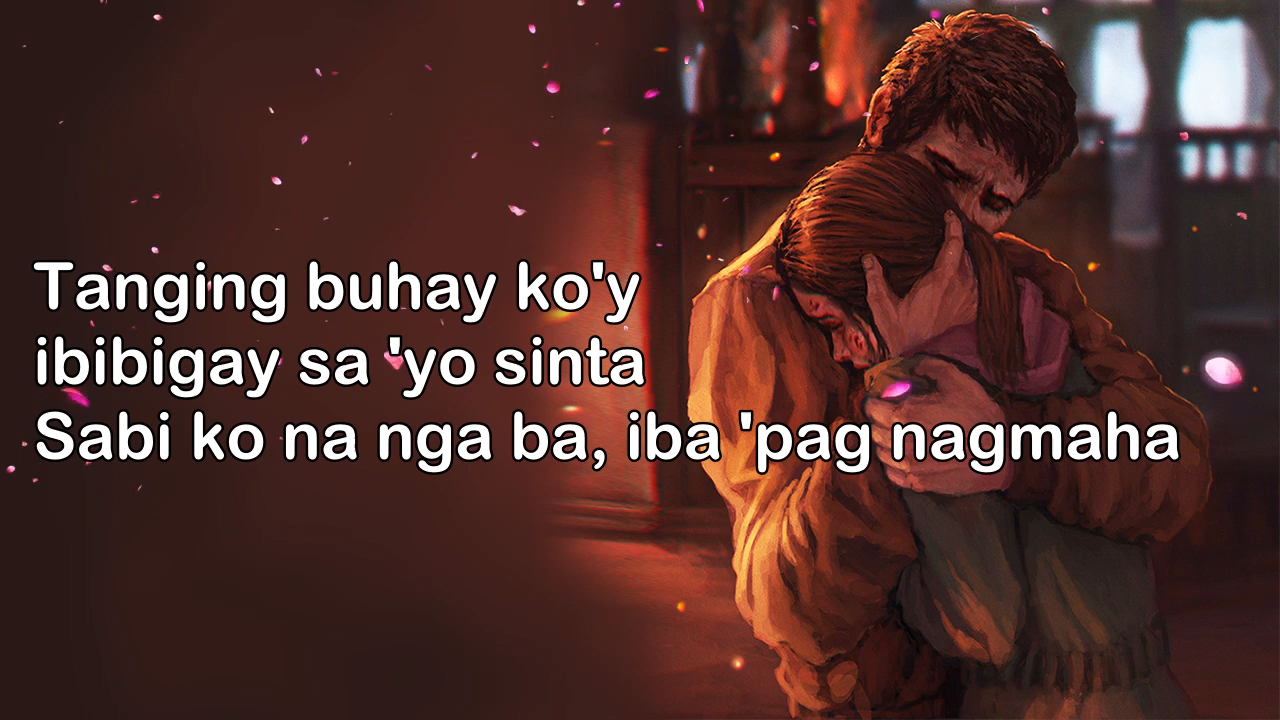 Tanging buhay ko'y
ibibigay sa 'yo sinta
Sabi ko na nga ba, iba 'pag nagmaha